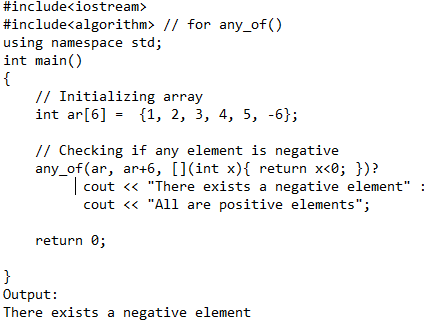 #include<iostream>
#include<algorithm> // for any_of()
using namespace std;
int main()
{
    // Initializing array
    int ar[6] =  {1, 2, 3, 4, 5, -6};

    // Checking if any element is negative
    any_of(ar, ar+6, [](int x){ return x<0; })?
          cout << "There exists a negative element" :
          cout << "All are positive elements";

    return 0;

}
Output:
There exists a negative element